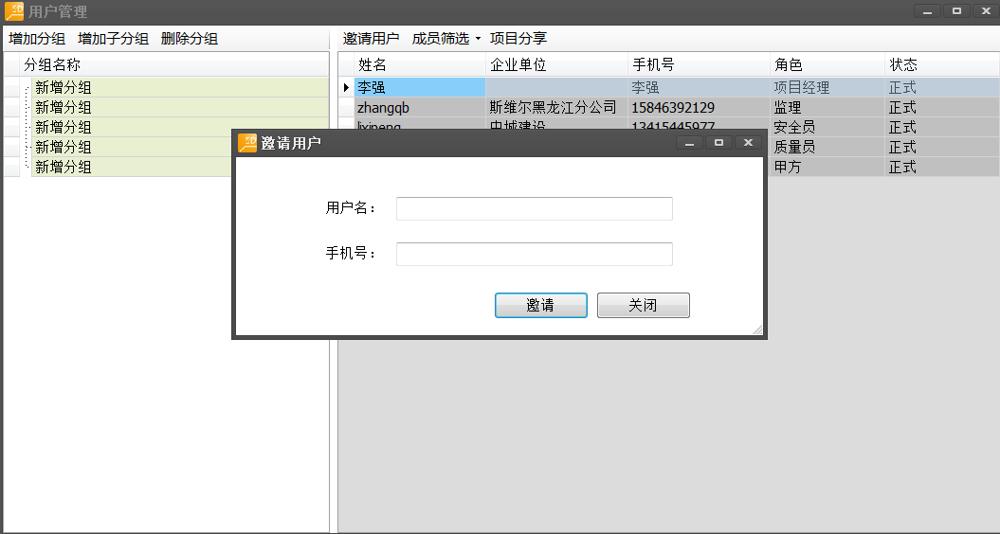 用户管理
增加分组 增加子分组 删除分组
邀请用户 成员筛选 项目分享
分组名称
新增分组
新增分组
新增分组
新增分组
新增分组
姓名 企业单位 手机号 角色 状态
李强 李强 项目经理 正式
zhangqb 斯维尔黑龙江分公司 15846392129 监理 正式
lixipeng 中城建设 13415445977 安全员 正式
质量员 正式
甲方 正式
5D 邀请用户
用户名：
手机号：
邀请 关闭